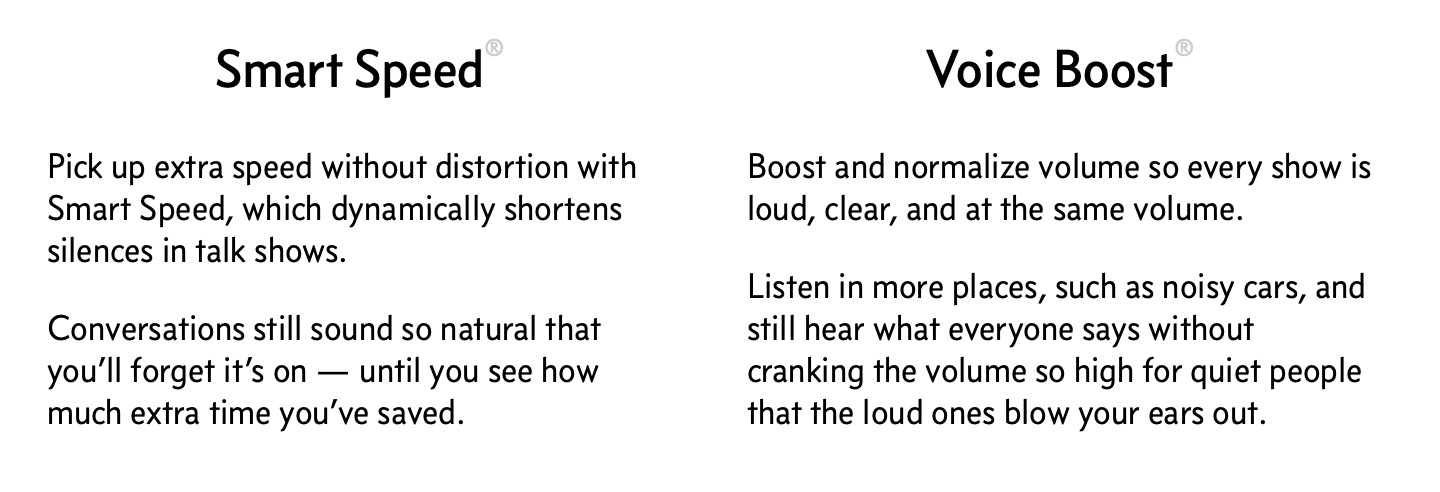 Smart Speed®
Pick up extra speed without distortion with
Smart Speed, which dynamically shortens
silences in talk shows.
Conversations still sound so natural that
you’ll forget it’s on — until you see how
much extra time you’ve saved.
Voice Boost®
Boost and normalize volume so every show is
loud, clear, and at the same volume.
Listen in more places, such as noisy cars, and
still hear what everyone says without
cranking the volume so high for quiet people
that the loud ones blow your ears out.